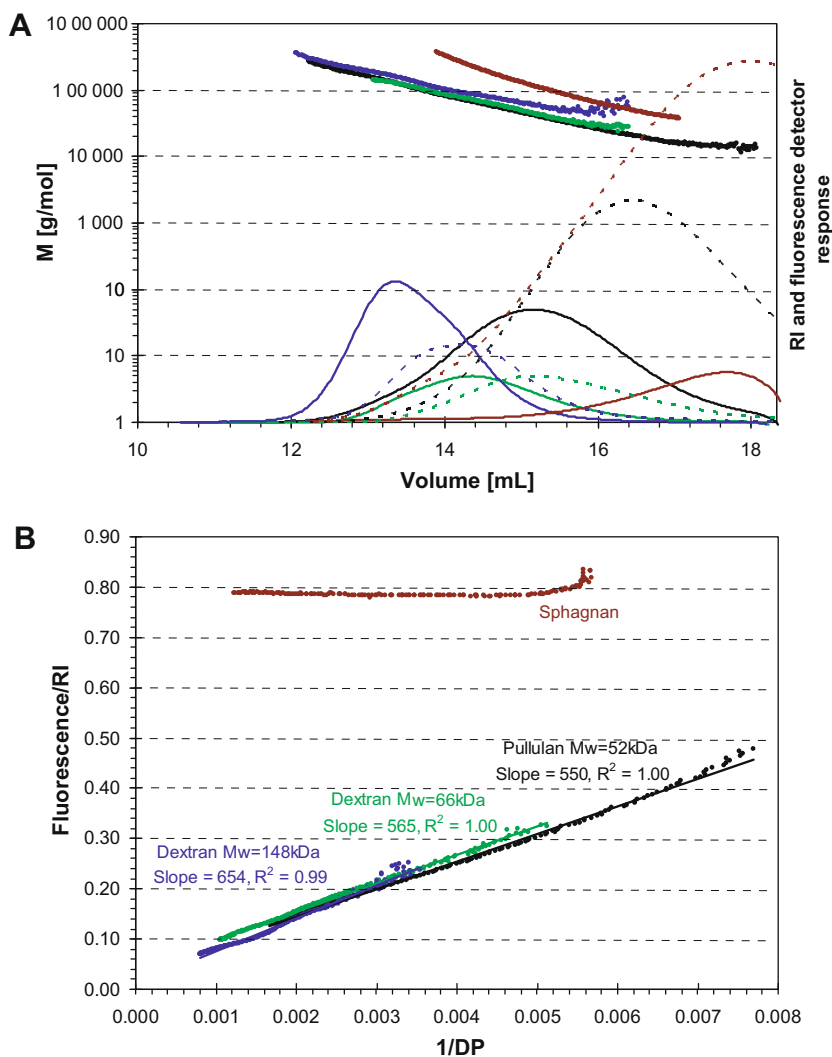 A
10 00 000
1 00 000
10 000
1 000
10
10
1
M [g/mol]
RI and fluorescence detector
response
10
12
14
16
18
Volume [mL]
B
0.90
0.80
0.70
0.60
0.50
0.40
0.30
0.20
0.10
0.00
Fluorescence/RI
Sphagnan
Pullulan Mw=52kDa
Slope = 550, R² = 1.00
Dextran Mw=66kDa
Slope = 565, R² = 1.00
Dextran Mw=148kDa
Slope = 654, R² = 0.99
0.000
0.001
0.002
0.003
0.004
0.005
0.006
0.007
0.008
1/DP